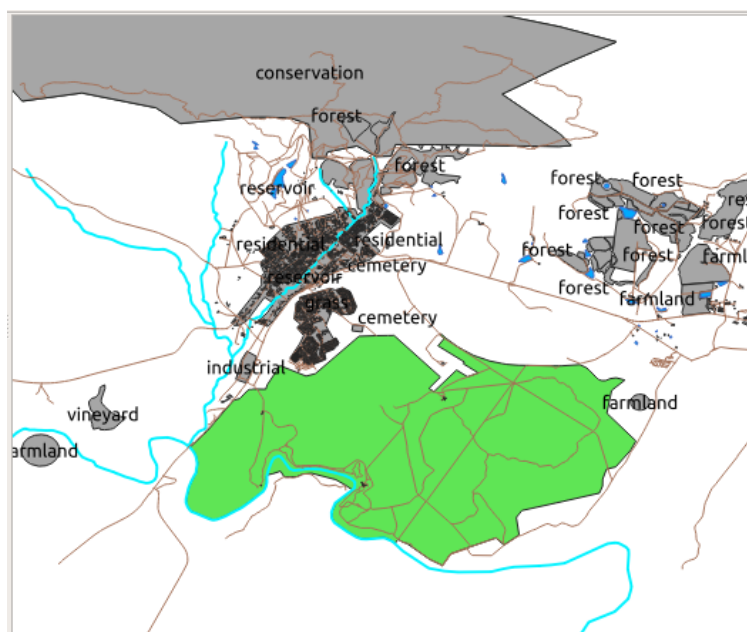 conservation
forest
forest
forest
forest
reservoir
forest
res
forest
forest
residential
residential
forest
forest
farml
reservoir
cemetery
forest
farmland
grass
cemetery
industrial
farmland
vineyard
armland